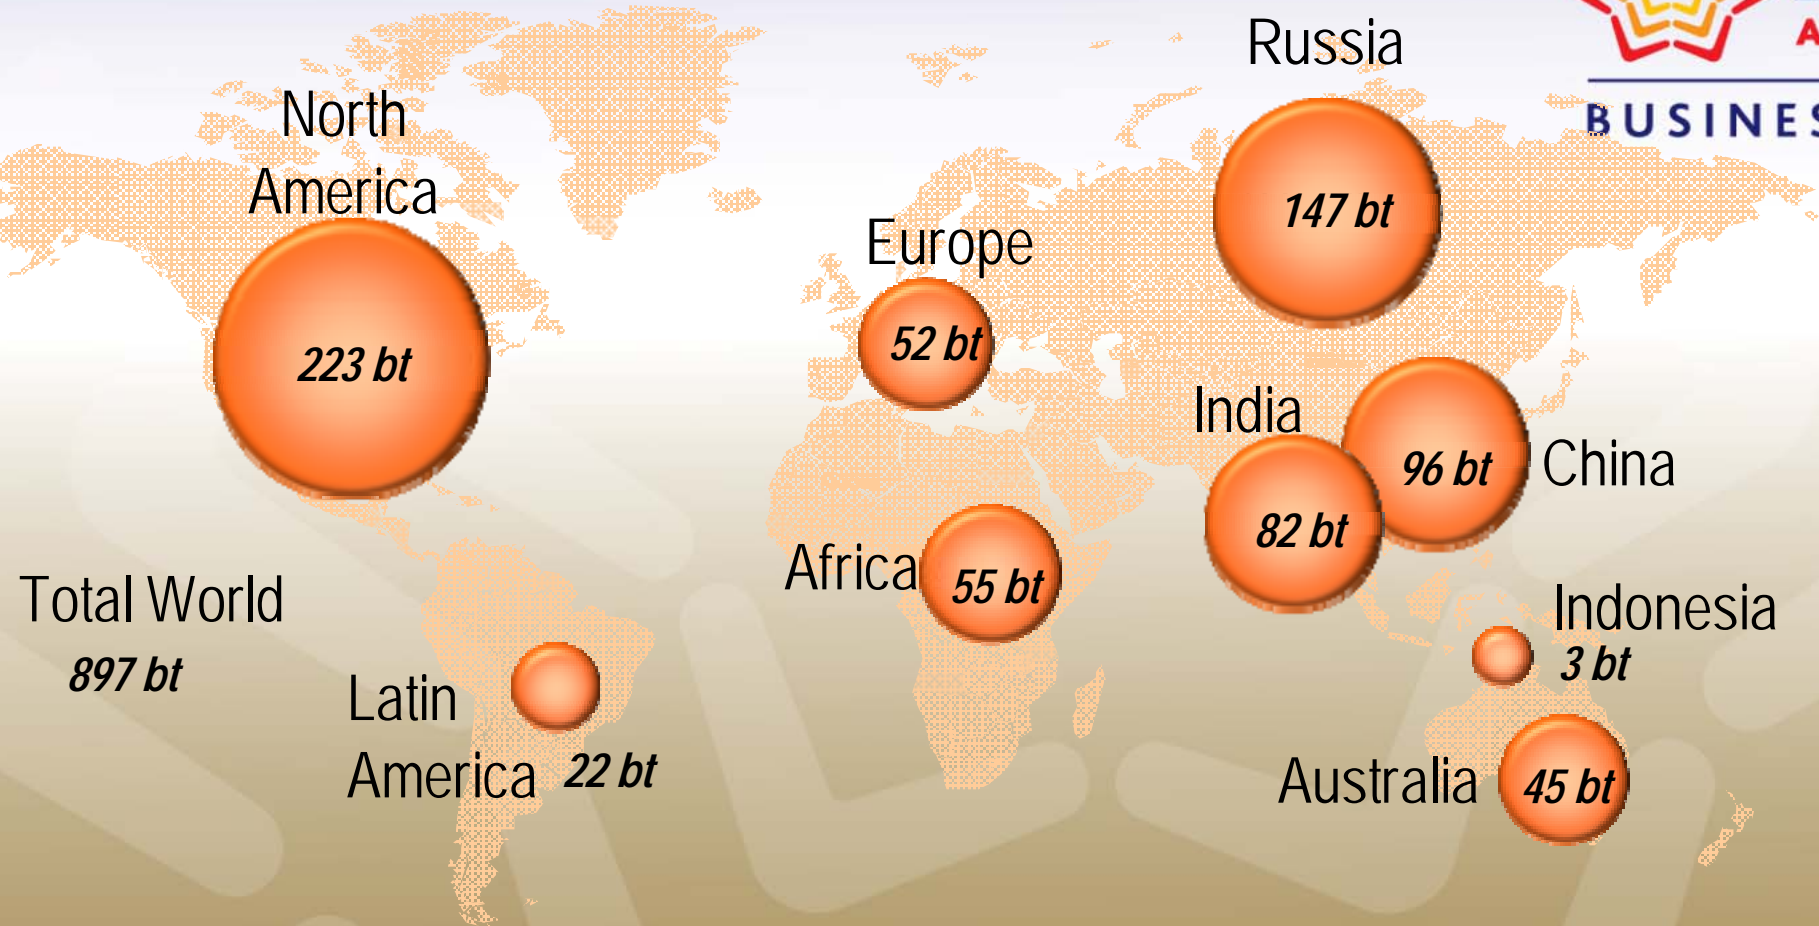 Russia
A
BUSINES
North
America
147 bt
Europe
223 bt
52 bt
India
96 bt
China
82 bt
Africa
55 bt
Total World
897 bt
Indonesia
3 bt
Latin
America
22 bt
Australia
45 bt